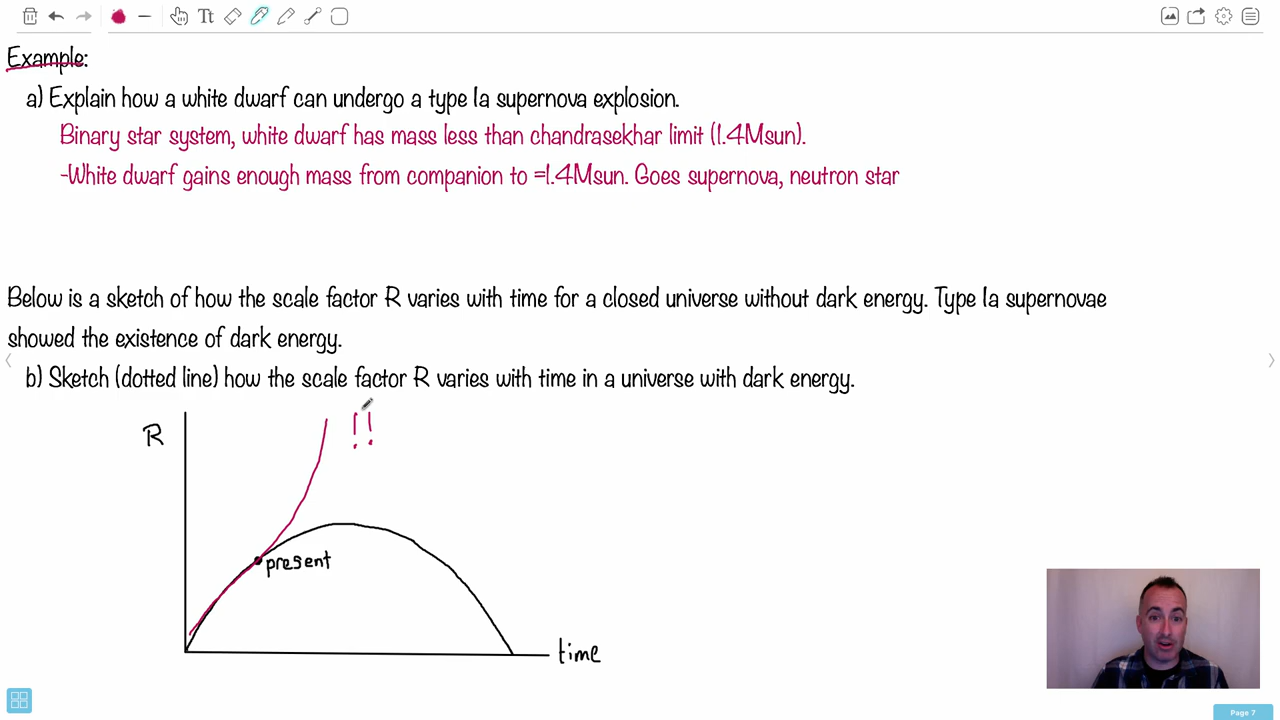 Tt
Example:
a) Explain how a white dwarf can undergo a type 1a supernova explosion.
Binary star system, white dwarf has mass less than chandrasekhar limit (1.4Msun).
-White dwarf gains enough mass from companion to =1.4Msun. Goes supernova, neutron star
Below is a sketch of how the scale factor R varies with time for a closed universe without dark energy. Type 1a supernovae
showed the existence of dark energy.
b) Sketch (dotted line) how the scale factor R varies with time in a universe with dark energy.
R
!!
present
time
Page 7